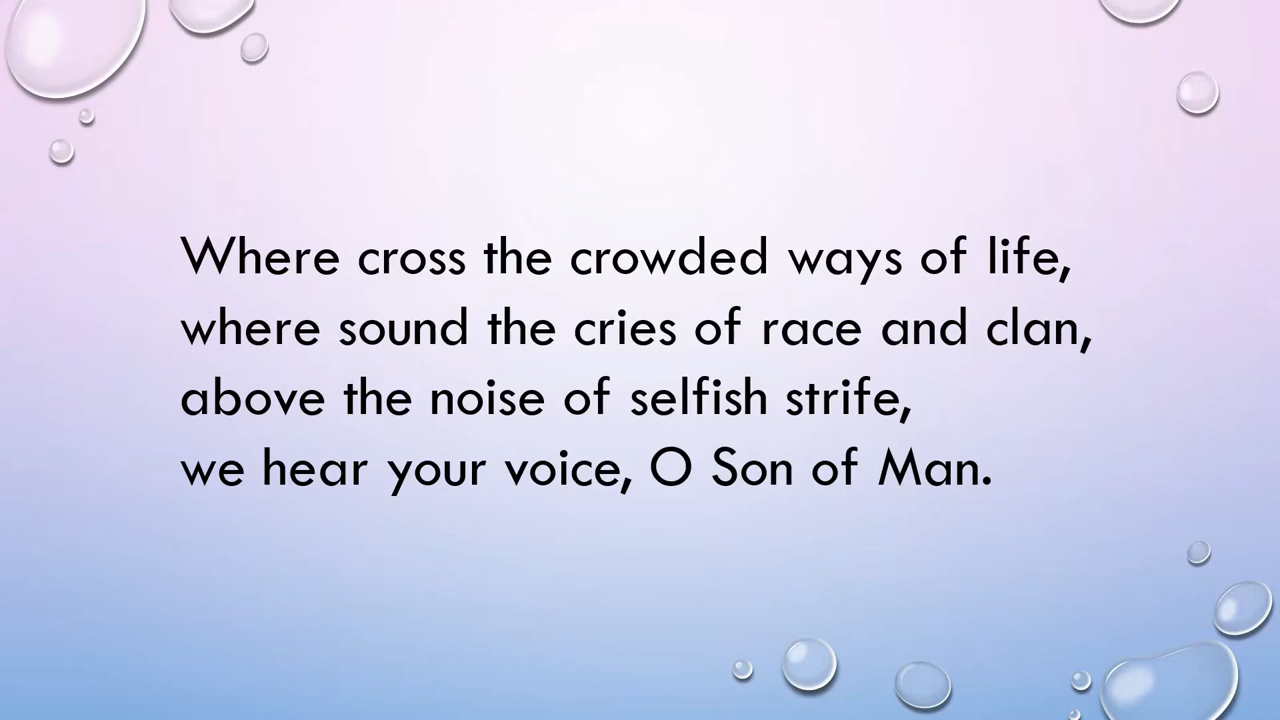 Where cross the crowded ways of life,
where sound the cries of race and clan,
above the noise of selfish strife,
we hear your voice, O Son of Man.